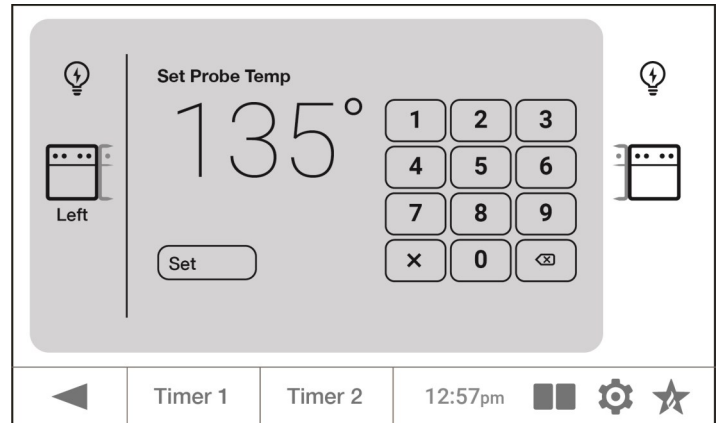 Set Probe Temp
135°
1 2 3
4 5 6
7 8 9
× 0
Left
Set
Timer 1 Timer 2 12:57pm